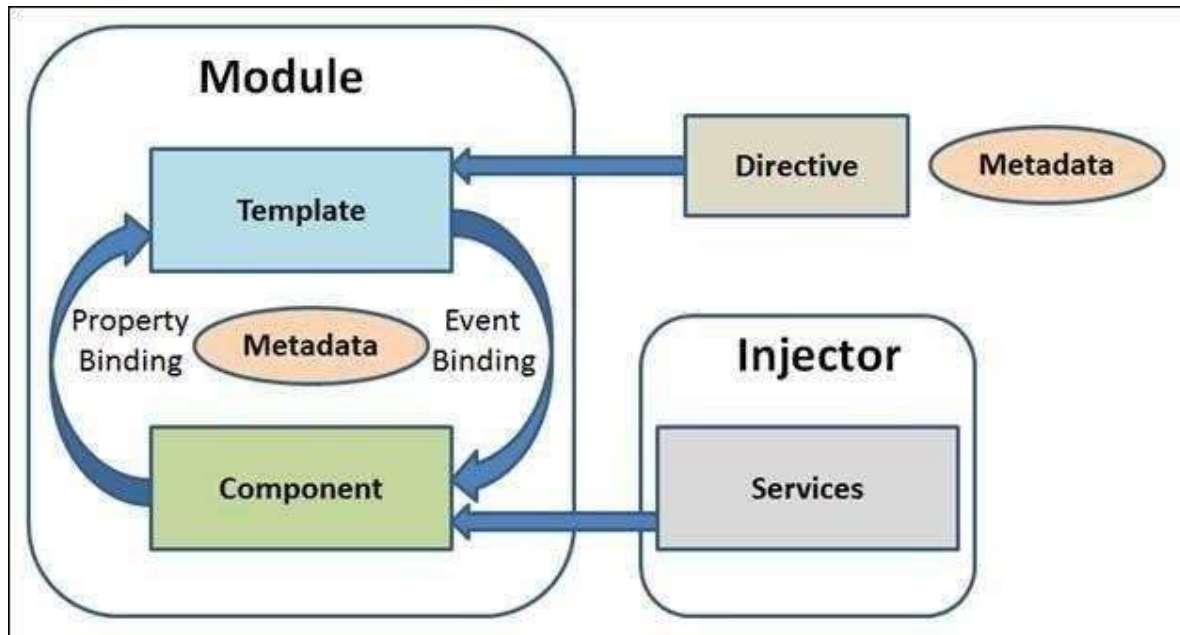 Module
Template
Directive
Metadata
Property
Binding
Metadata
Event
Binding
Injector
Component
Services